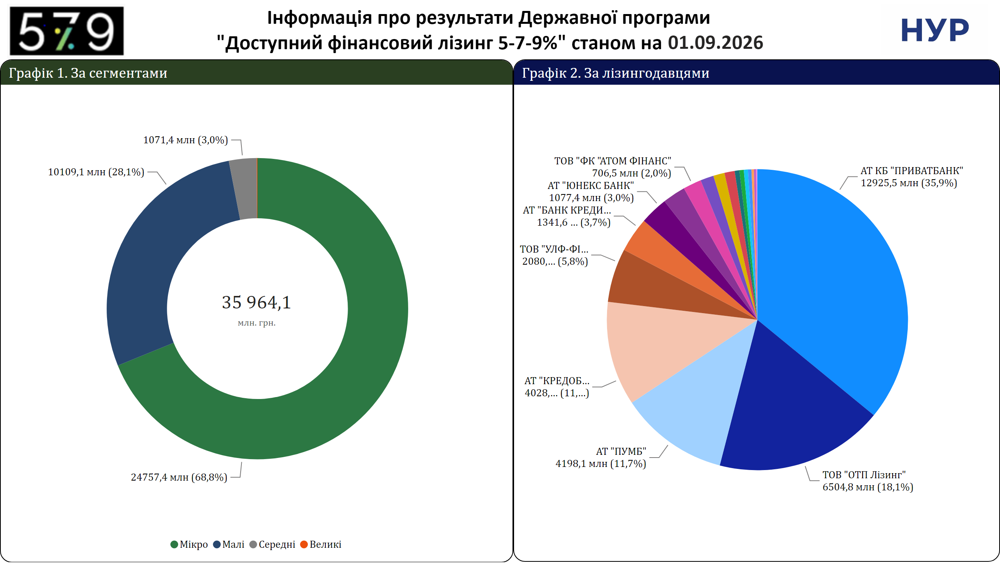 5 7 9
Інформація про результати Державної програми
"Доступний фінансовий лізинг 5-7-9%" станом на 01.09.2026
НУР
Графік 1. За сегментами
1071,4 млн (3,0%)
10109,1 млн (28,1%)
35 964,1
млн. грн.
24757,4 млн (68,8%)
Мікро
Малі
Середні
Великі
Графік 2. За лізингодавцями
ТОВ "ФК "АТОМ ФІНАНС"
706,5 млн (2,0%)
АТ "ЮНЕКС БАНК"
1077,4 млн (3,0%)
АТ "БАНК КРЕДИ...
1341,6 ... (3,7%)
ТОВ "УЛФ-ФІ...
2080,... (5,8%)
АТ "КРЕДОБ...
4028,... (11,...)
АТ "ПУМБ"
4198,1 млн (11,7%)
ТОВ "ОТП Лізинг"
6504,8 млн (18,1%)
АТ КБ "ПРИВАТБАНК"
12925,5 млн (35,9%)